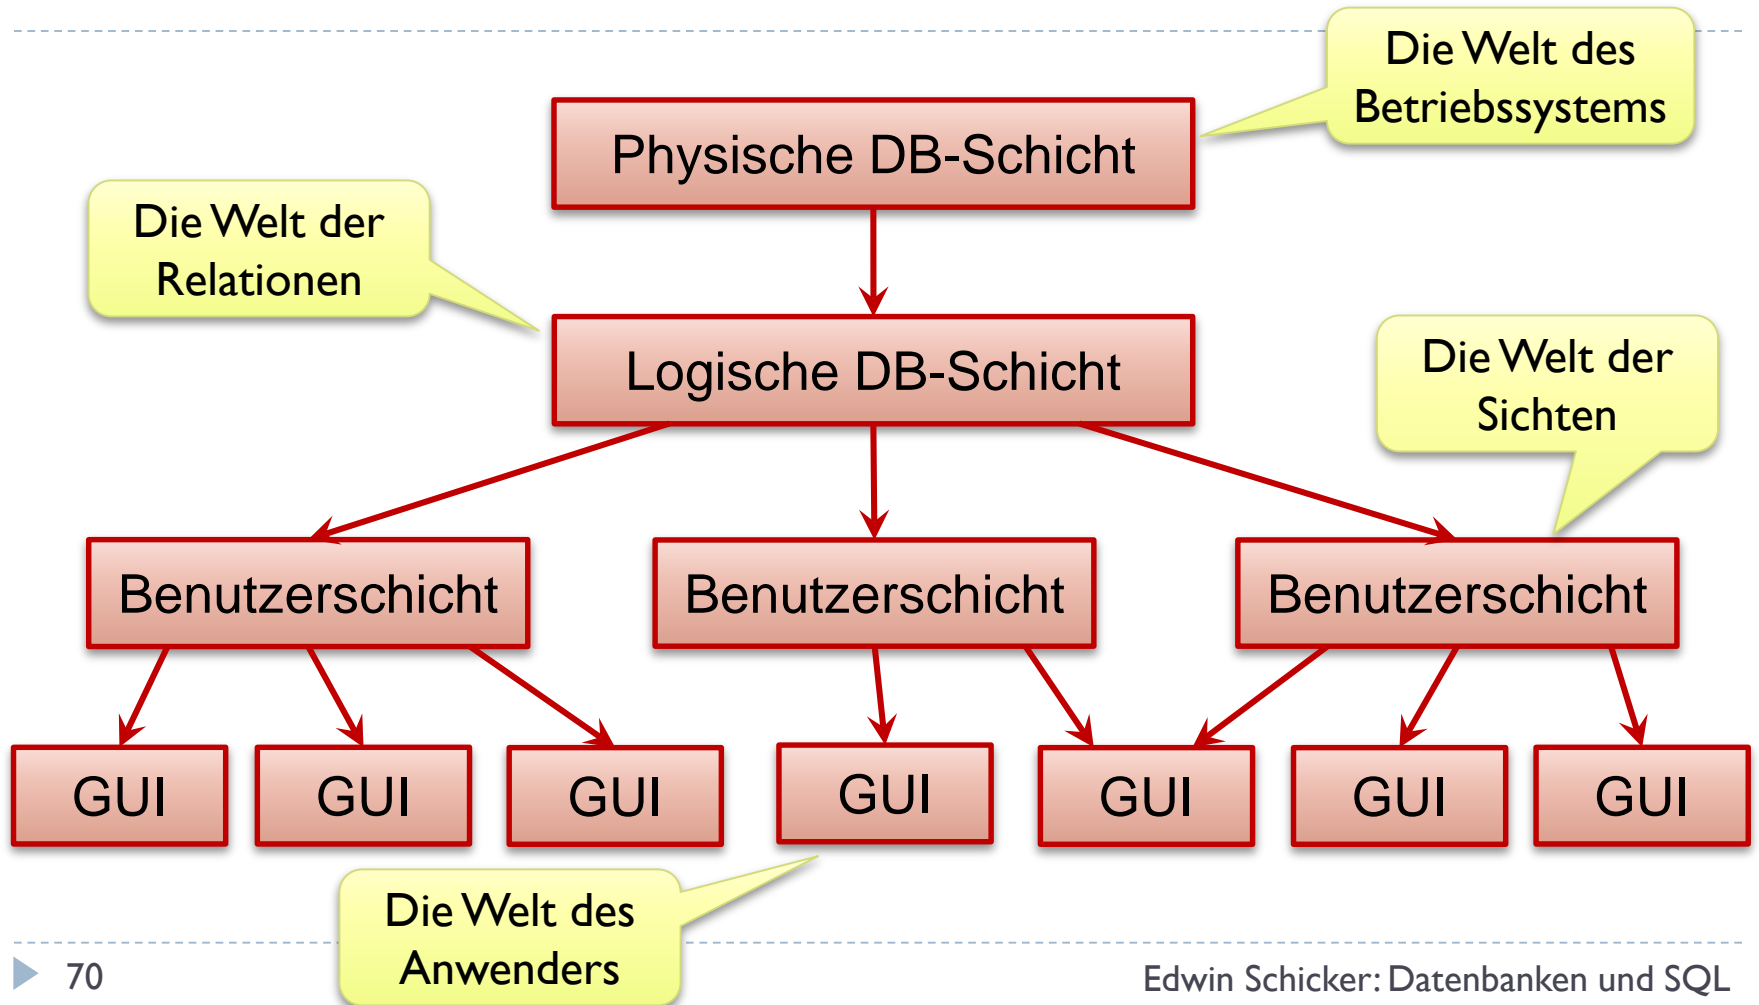 Die Welt des
Betriebssystems
Physische DB-Schicht
Die Welt der
Relationen
Logische DB-Schicht
Die Welt der
Sichten
Benutzerschicht
Benutzerschicht
Benutzerschicht
GUI
GUI
GUI
GUI
GUI
GUI
GUI
Die Welt des
Anwenders
70
Edwin Schicker: Datenbanken und SQL